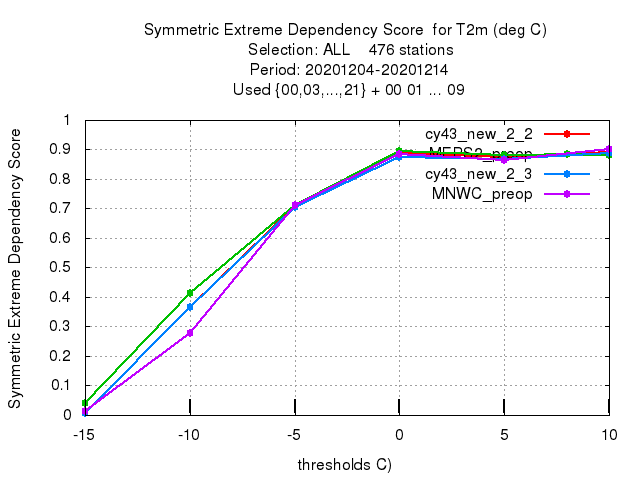 Symmetric Extreme Dependency Score for T2m (deg C)
Selection: ALL 476 stations
Period: 20201204-20201214
Used {00,03,...,21} + 00 01 ... 09
Symmetric Extreme Dependency Score
1
0.9
0.8
0.7
0.6
0.5
0.4
0.3
0.2
0.1
0
cy43_new_2_2
MEPS2_preop
cy43_new_2_3
MNWC_preop
-15 -10 -5 0 5 10
thresholds C)